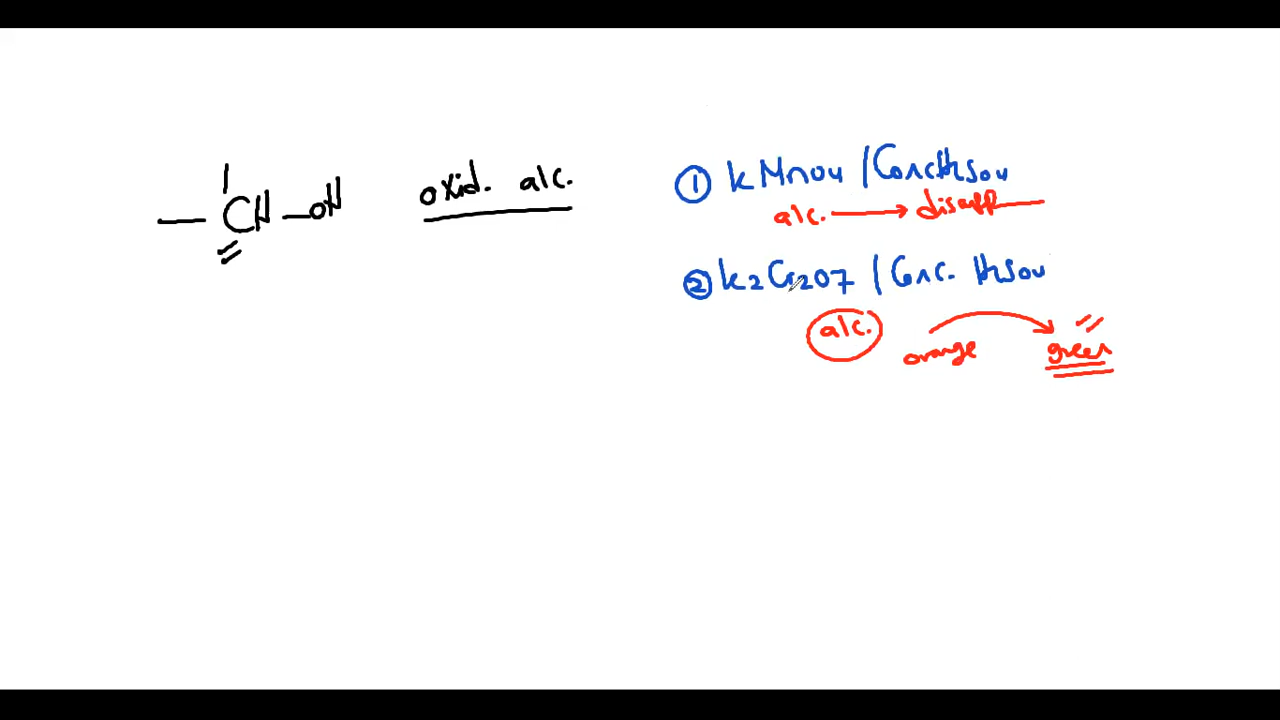 CH — OH
oxid. alc.
① KMnO4 / Conc H2SO4
alc. → disapp
② K2Cr2O7 / Conc. H2SO4
alc. orange → green